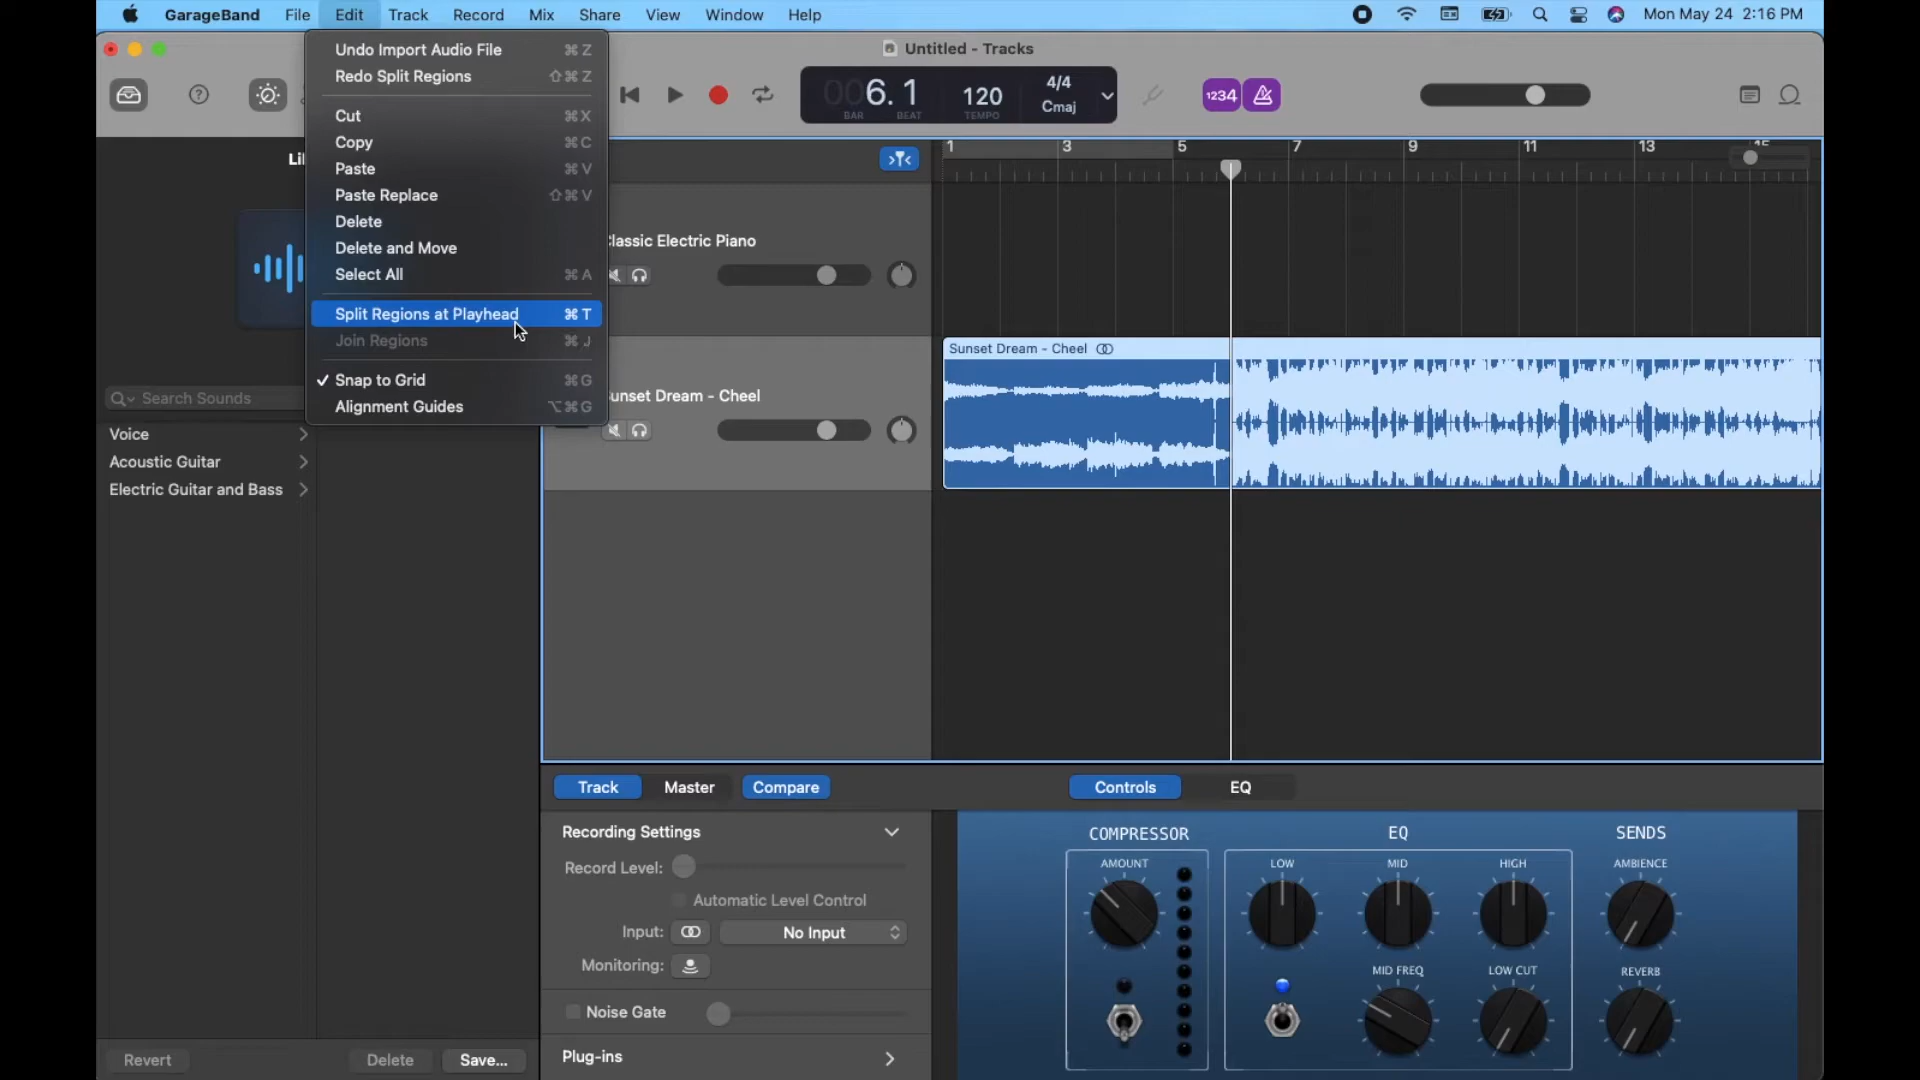 GarageBand File Edit Track Record Mix Share View Window Help
Mon May 24 2:16 PM
Untitled - Tracks
Undo Import Audio File ⌘ Z
Redo Split Regions ⇧ ⌘ Z
Cut ⌘ X
Copy ⌘ C
Paste ⌘ V
Paste Replace ⇧ ⌘ V
Delete
Delete and Move
Select All ⌘ A
Split Regions at Playhead ⌘ T
Join Regions ⌘ J
✓ Snap to Grid ⌘ G
Alignment Guides ⌥ ⌘ G
006.1
BAR BEAT
120
TEMPO
4/4
Cmaj
1234
1 3 5 7 9 11 13 15
Classic Electric Piano
Sunset Dream - Cheel
Sunset Dream - Cheel
Search Sounds
Voice
Acoustic Guitar
Electric Guitar and Bass
Revert Delete Save...
Track Master Compare
Controls EQ
Recording Settings
Record Level:
Automatic Level Control
Input: No Input
Monitoring:
Noise Gate
Plug-ins
COMPRESSOR
AMOUNT
EQ
LOW MID HIGH
MID FREQ LOW CUT
SENDS
AMBIENCE
REVERB